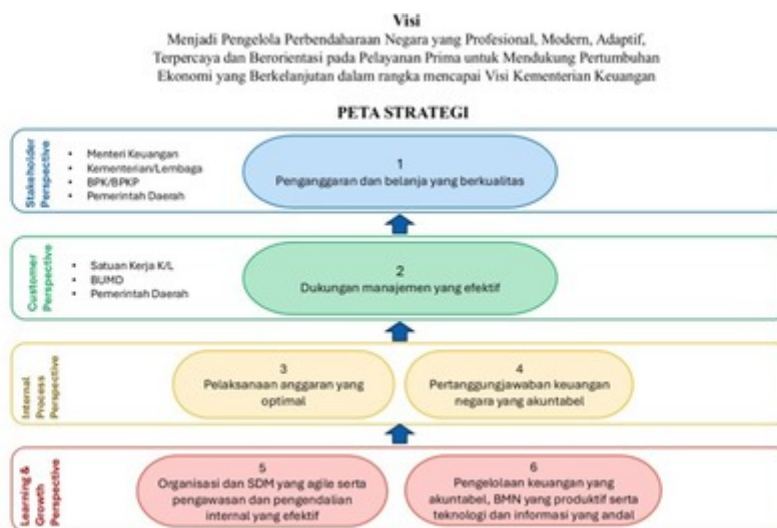 Visi
Menjadi Pengelola Perbendaharaan Negara yang Profesional, Modern, Adaptif,
Terpercaya dan Berorientasi pada Pelayanan Prima untuk Mendukung Pertumbuhan
Ekonomi yang Berkelanjutan dalam rangka mencapai Visi Kementerian Keuangan
PETA STRATEGI
Stakeholder
Perspective
• Menteri Keuangan
• Kementerian/Lembaga
• BPK/BPKP
• Pemerintah Daerah
1
Penganggaran dan belanja yang berkualitas
Customer
Perspective
• Satuan Kerja K/L
• BUMD
• Pemerintah Daerah
2
Dukungan manajemen yang efektif
Internal
Process
Perspective
3
Pelaksanaan anggaran yang
optimal
4
Pertanggungjawaban keuangan
negara yang akuntabel
Learning &
Growth
Perspective
5
Organisasi dan SDM yang agile serta
pengawasan dan pengendalian
internal yang efektif
6
Pengelolaan keuangan yang
akuntabel, BMN yang produktif serta
teknologi dan informasi yang andal